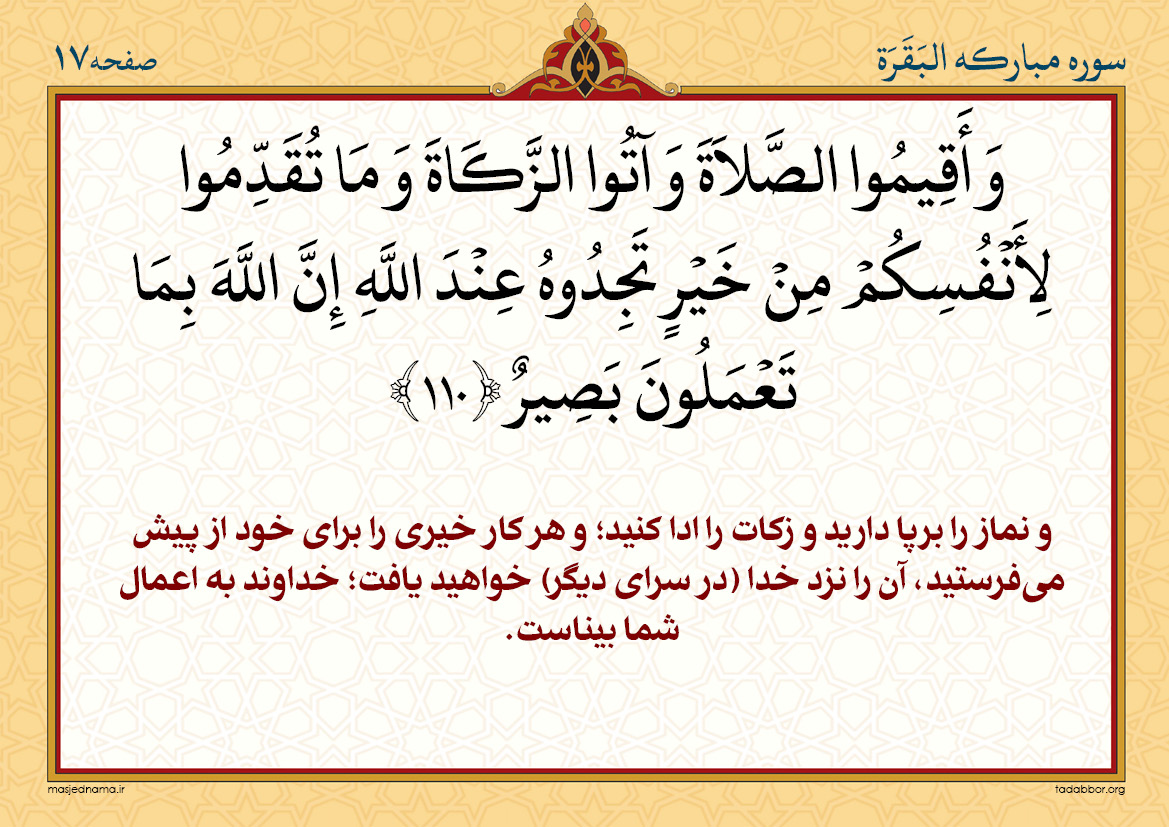 سوره مبارکه البَقَرَة
صفحه۱۷
وَ أَقِيمُوا الصَّلاَةَ وَ آتُوا الزَّكَاةَ وَ مَا تُقَدِّمُوا
لِأَنْفُسِكُمْ مِنْ خَيْرٍ تَجِدُوهُ عِنْدَ اللَّهِ إِنَّ اللَّهَ بِمَا
تَعْمَلُونَ بَصِيرٌ ﴿۱۱۰﴾
و نماز را برپا دارید و زکات را ادا کنید؛ و هر کار خیری را برای خود از پیش
می‌فرستید، آن را نزد خدا (در سرای دیگر) خواهید یافت؛ خداوند به اعمال
شما بیناست.
masjednama.ir
tadabbor.org